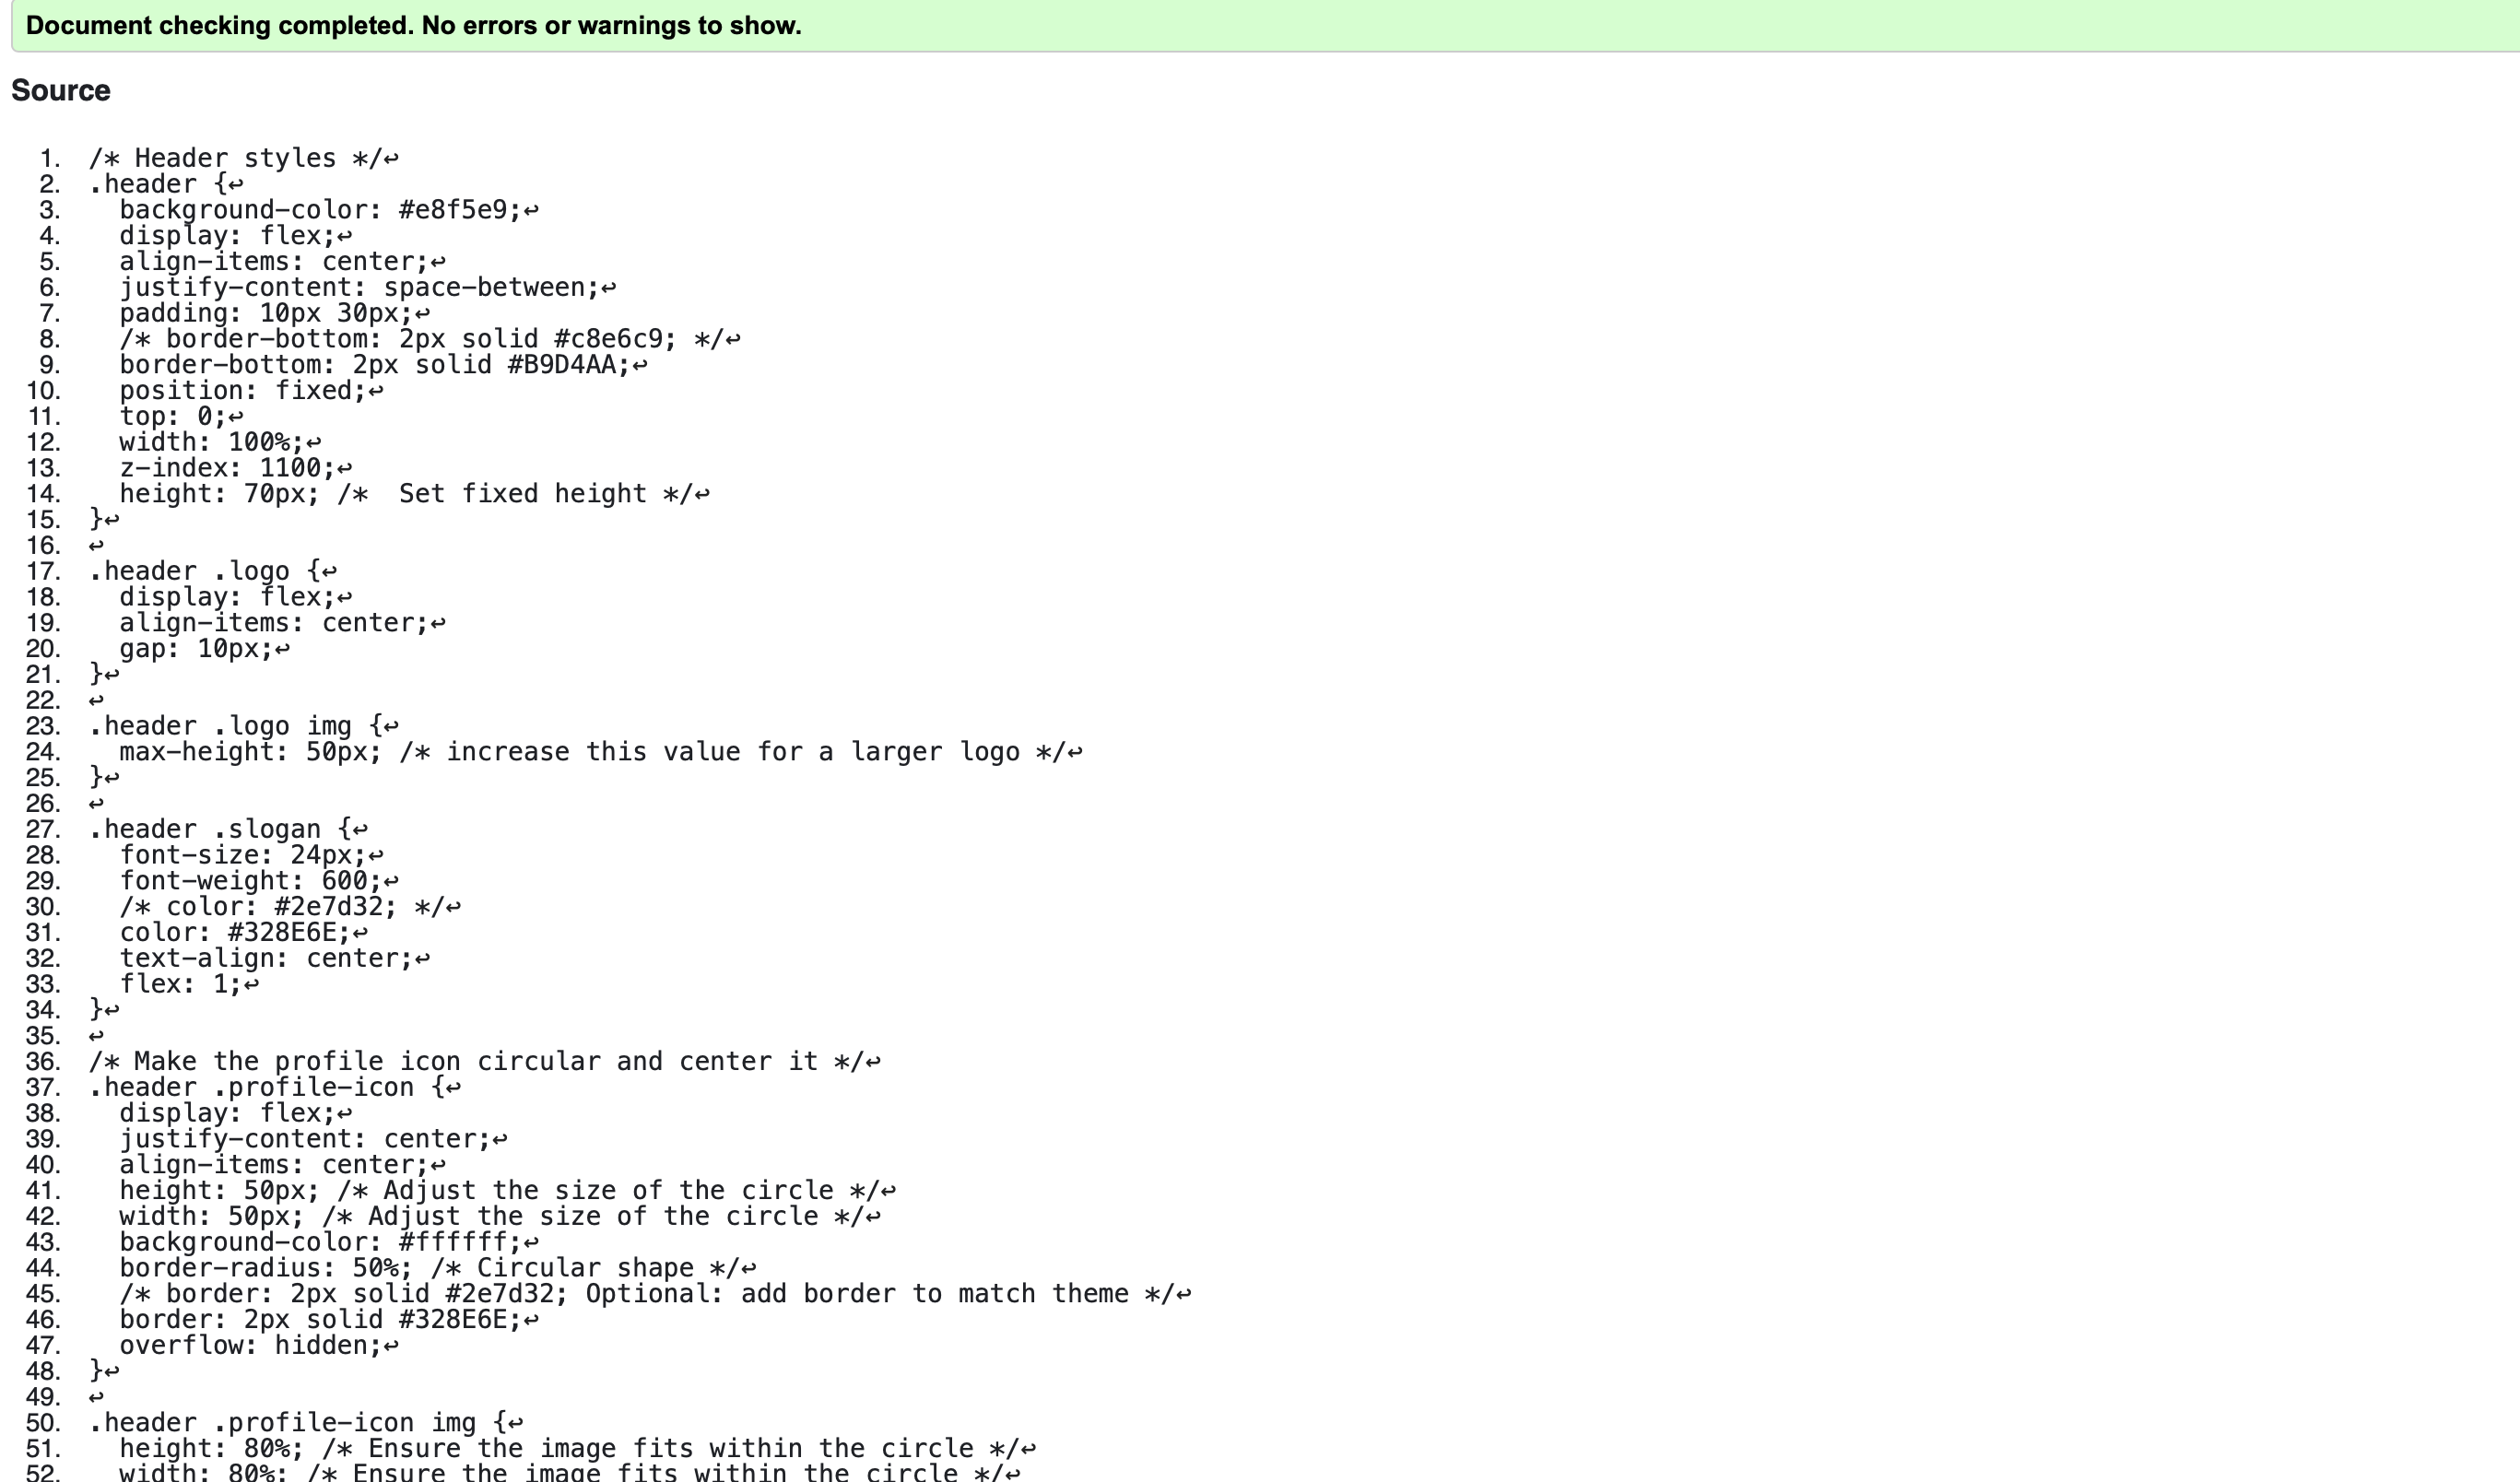 Document checking completed. No errors or warnings to show.
Source
1. /* Header styles */↩
2. .header {↩
3.   background-color: #e8f5e9;↩
4.   display: flex;↩
5.   align-items: center;↩
6.   justify-content: space-between;↩
7.   padding: 10px 30px;↩
8.   /* border-bottom: 2px solid #c8e6c9; */↩
9.   border-bottom: 2px solid #B9D4AA;↩
10.   position: fixed;↩
11.   top: 0;↩
12.   width: 100%;↩
13.   z-index: 1100;↩
14.   height: 70px; /*  Set fixed height */↩
15. }↩
16. ↩
17. .header .logo {↩
18.   display: flex;↩
19.   align-items: center;↩
20.   gap: 10px;↩
21. }↩
22. ↩
23. .header .logo img {↩
24.   max-height: 50px; /* increase this value for a larger logo */↩
25. }↩
26. ↩
27. .header .slogan {↩
28.   font-size: 24px;↩
29.   font-weight: 600;↩
30.   /* color: #2e7d32; */↩
31.   color: #328E6E;↩
32.   text-align: center;↩
33.   flex: 1;↩
34. }↩
35. ↩
36. /* Make the profile icon circular and center it */↩
37. .header .profile-icon {↩
38.   display: flex;↩
39.   justify-content: center;↩
40.   align-items: center;↩
41.   height: 50px; /* Adjust the size of the circle */↩
42.   width: 50px; /* Adjust the size of the circle */↩
43.   background-color: #ffffff;↩
44.   border-radius: 50%; /* Circular shape */↩
45.   /* border: 2px solid #2e7d32; Optional: add border to match theme */↩
46.   border: 2px solid #328E6E;↩
47.   overflow: hidden;↩
48. }↩
49. ↩
50. .header .profile-icon img {↩
51.   height: 80%; /* Ensure the image fits within the circle */↩
52.   width: 80%; /* Ensure the image fits within the circle */↩